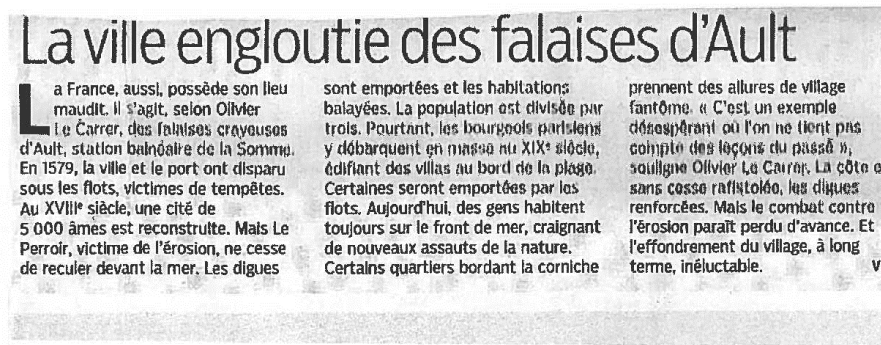 La ville engloutie des falaises d'Ault
La France, aussi, possède son lieu
maudit. Il s'agit, selon Olivier
Le Carrer, des falaises crayeuses
d'Ault, station balnéaire de la Somme.
En 1579, la ville et le port ont disparu
sous les flots, victimes de tempêtes.
Au XVIIIe siècle, une cité de
5 000 âmes est reconstruite. Mais Le
Perroir, victime de l'érosion, ne cesse
de reculer devant la mer. Les digues
sont emportées et les habitations
balayées. La population est divisée par
trois. Pourtant, les bourgeois parisiens
y débarquent en masse au XIXe siècle,
édifiant des villas au bord de la plage.
Certaines seront emportées par les
flots. Aujourd'hui, des gens habitent
toujours sur le front de mer, craignant
de nouveaux assauts de la nature.
Certains quartiers bordant la corniche
prennent des allures de village
fantôme. « C'est un exemple
désespérant où l'on ne tient pas
compte des leçons du passé »,
souligne Olivier Le Carrer. La côte e
sans cesse rafistolée, les digues
renforcées. Mais le combat contre
l'érosion paraît perdu d'avance. Et
l'effondrement du village, à long
terme, inéluctable.
V